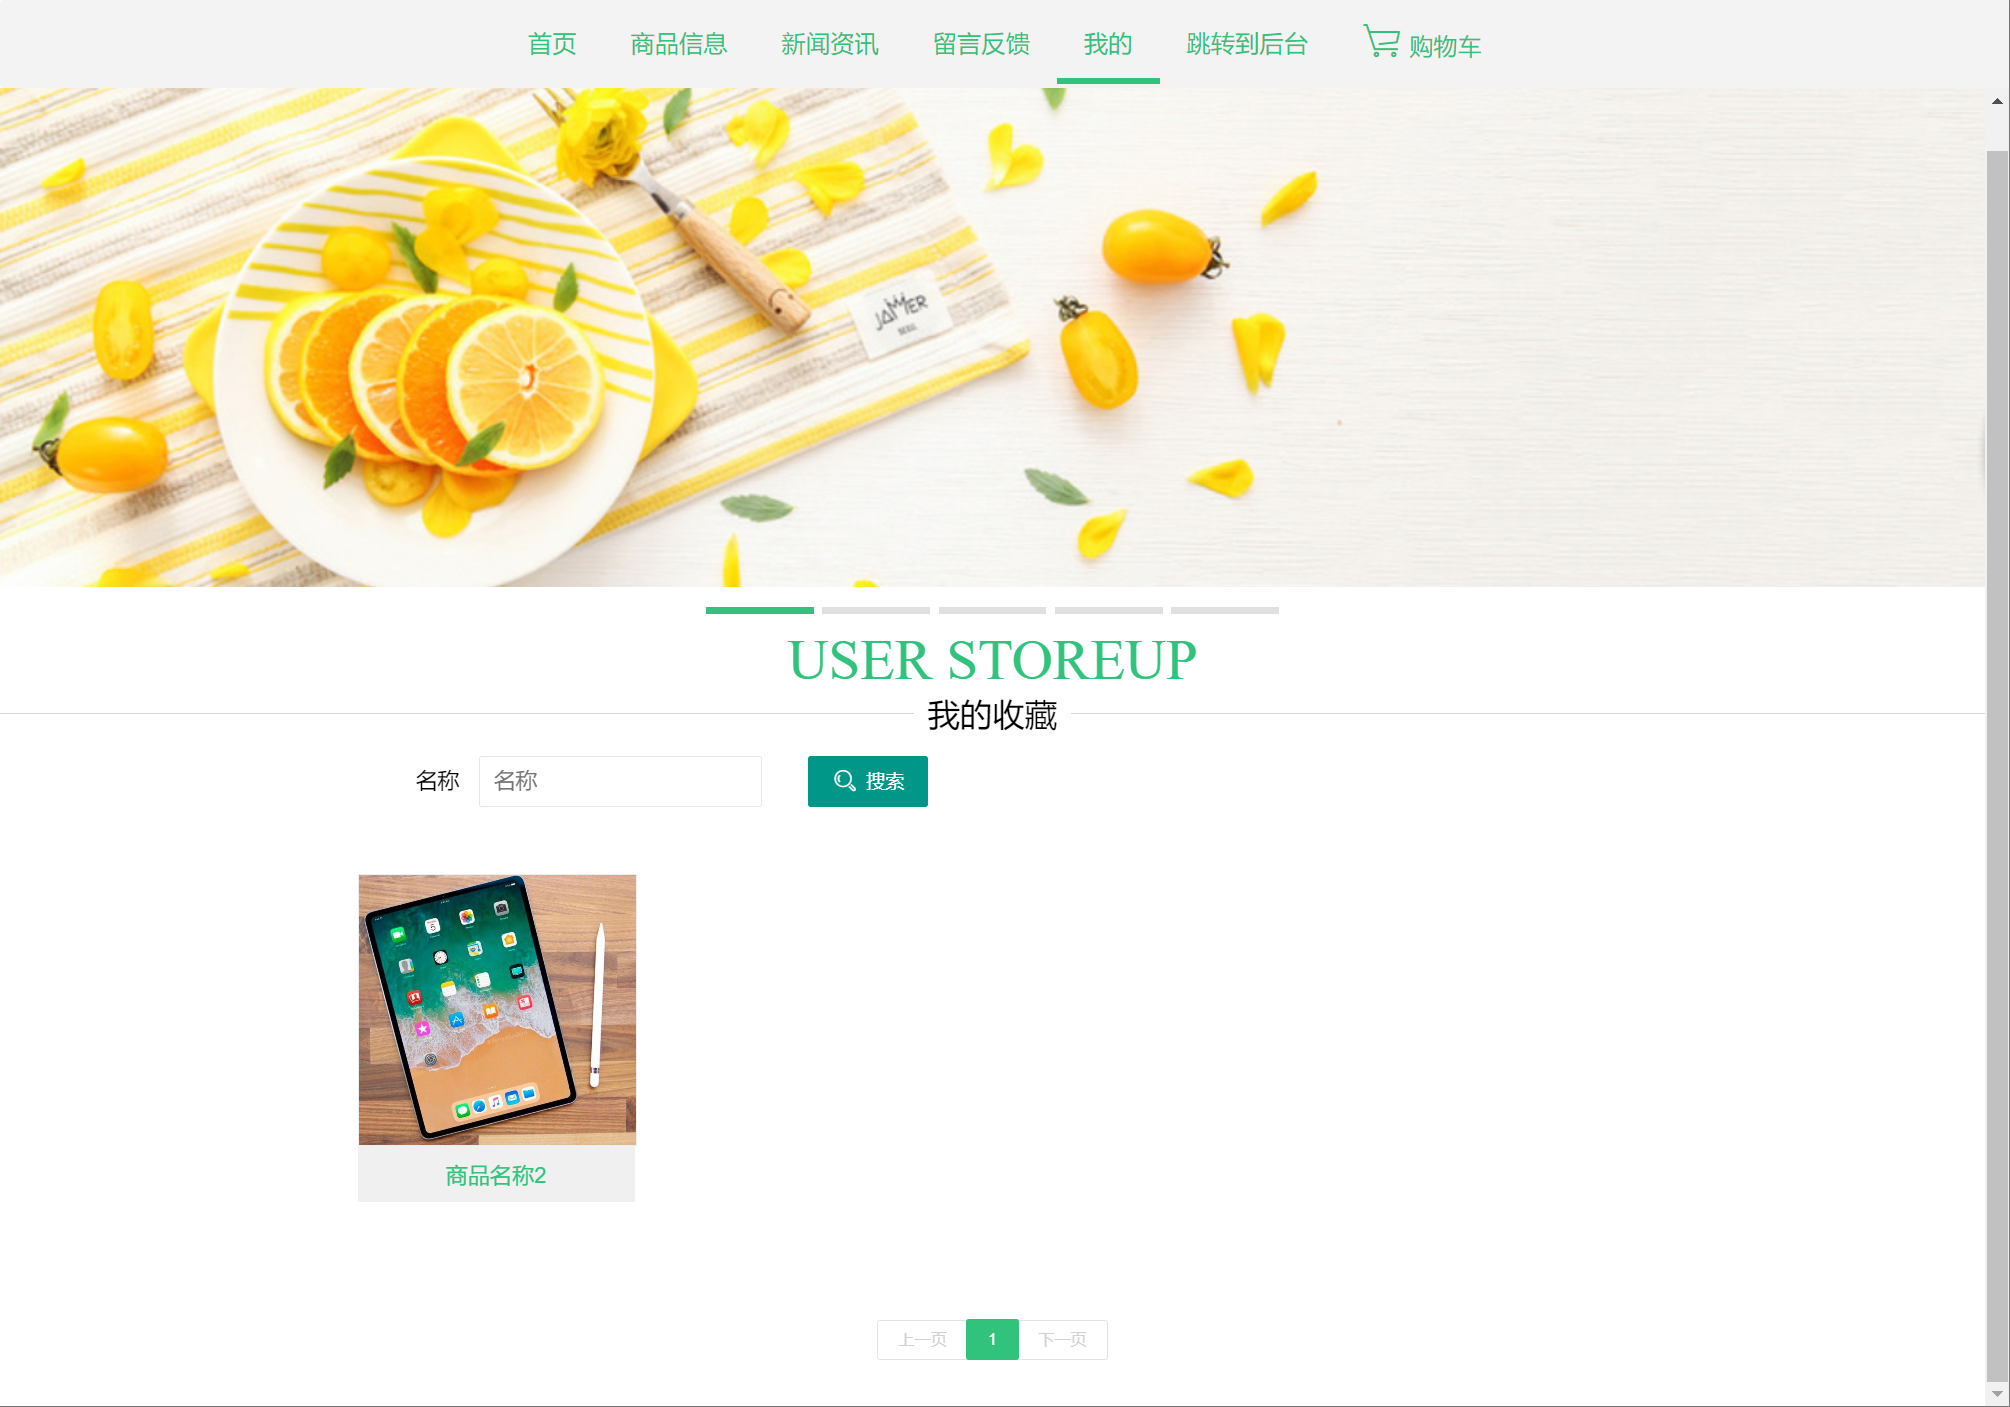 首页 商品信息 新闻资讯 留言反馈 我的 跳转到后台 购物车
JAMMER
USER STOREUP
我的收藏
名称 名称 搜索
商品名称2
上一页 1 下一页